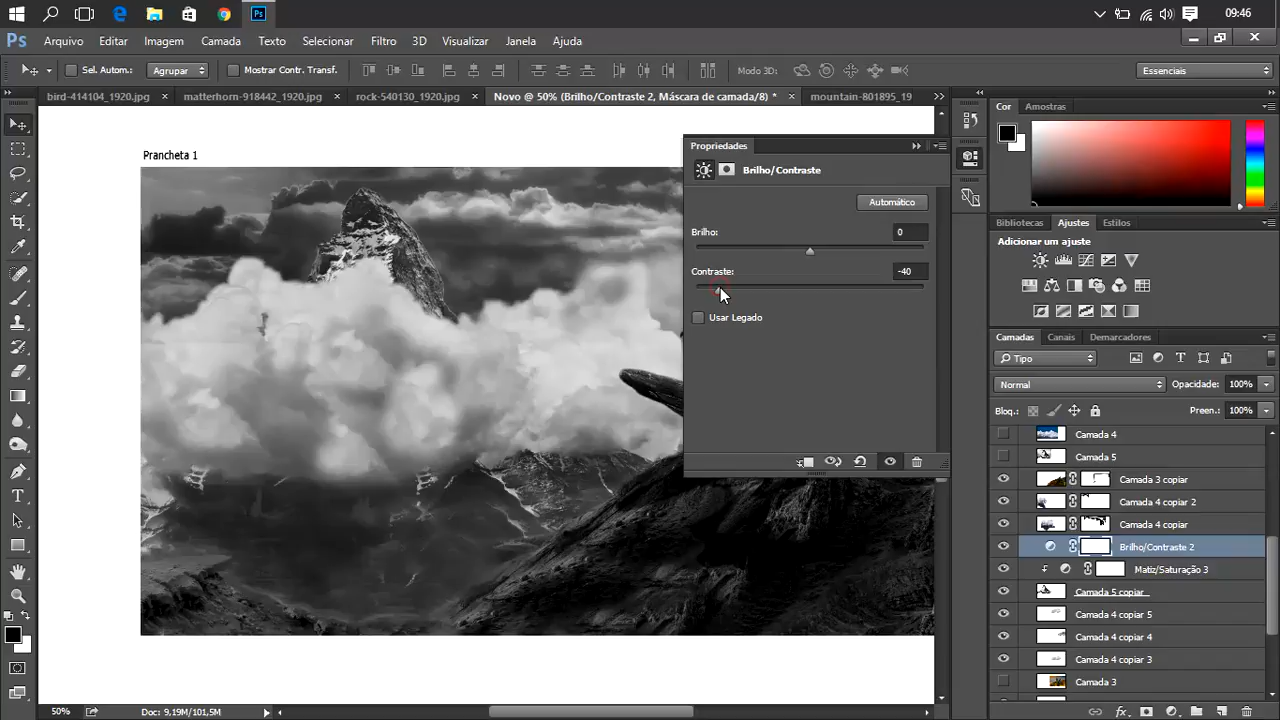 09:46
Ps Arquivo Editar Imagem Camada Texto Selecionar Filtro 3D Visualizar Janela Ajuda
Sel. Autom.: Agrupar Mostrar Contr. Transf. Modo 3D: Essenciais
bird-414104_1920.jpg × matterhorn-918442_1920.jpg × rock-540130_1920.jpg × Novo @ 50% (Brilho/Contraste 2, Máscara de camada/8) * × mountain-801895_19
Cor Amostras
Prancheta 1
Propriedades
Brilho/Contraste
Automático
Brilho: 0
Contraste: -40
Usar Legado
Bibliotecas Ajustes Estilos
Adicionar um ajuste
Camadas Canais Demarcadores
Tipo
Normal Opacidade: 100%
Bloq.: Preen.: 100%
Camada 4
Camada 5
Camada 3 copiar
Camada 4 copiar 2
Camada 4 copiar
Brilho/Contraste 2
Matiz/Saturação 3
Camada 5 copiar
Camada 4 copiar 5
Camada 4 copiar 4
Camada 4 copiar 3
Camada 3
50% Doc: 9,19M/101,5M